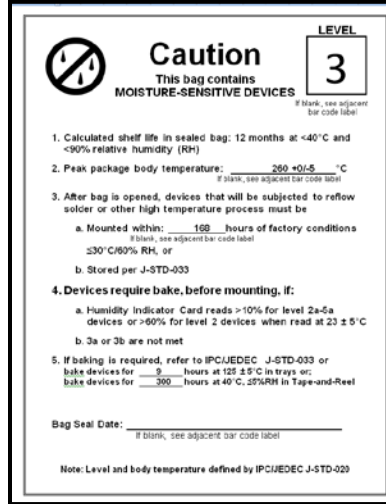 LEVEL
3
Caution
This bag contains
MOISTURE-SENSITIVE DEVICES
If blank, see adjacent
bar code label
1. Calculated shelf life in sealed bag: 12 months at <40°C and
<90% relative humidity (RH)
2. Peak package body temperature: 260 +0/-5 °C
If blank, see adjacent bar code label
3. After bag is opened, devices that will be subjected to reflow
solder or other high temperature process must be
a. Mounted within: 168 hours of factory conditions
If blank, see adjacent bar code label
≤30°C/60% RH, or
b. Stored per J-STD-033
4. Devices require bake, before mounting, if:
a. Humidity Indicator Card reads >10% for level 2a-5a
devices or >60% for level 2 devices when read at 23 ± 5°C
b. 3a or 3b are not met
5. If baking is required, refer to IPC/JEDEC J-STD-033 or
bake devices for 9 hours at 125 ± 5°C in trays or;
bake devices for 300 hours at 40°C, ≤5%RH in Tape-and-Reel
Bag Seal Date:
If blank, see adjacent bar code label
Note: Level and body temperature defined by IPC/JEDEC J-STD-020